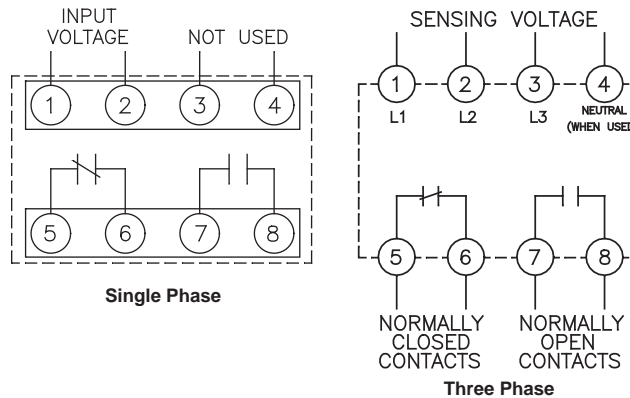 INPUT
VOLTAGE
NOT USED
1 2 3 4
5 6 7 8
Single Phase
SENSING VOLTAGE
1 2 3 4
L1 L2 L3 NEUTRAL
(WHEN
5 6 7 8
NORMALLY
CLOSED
CONTACTS
NORMALLY
OPEN
CONTACTS
Three Phase